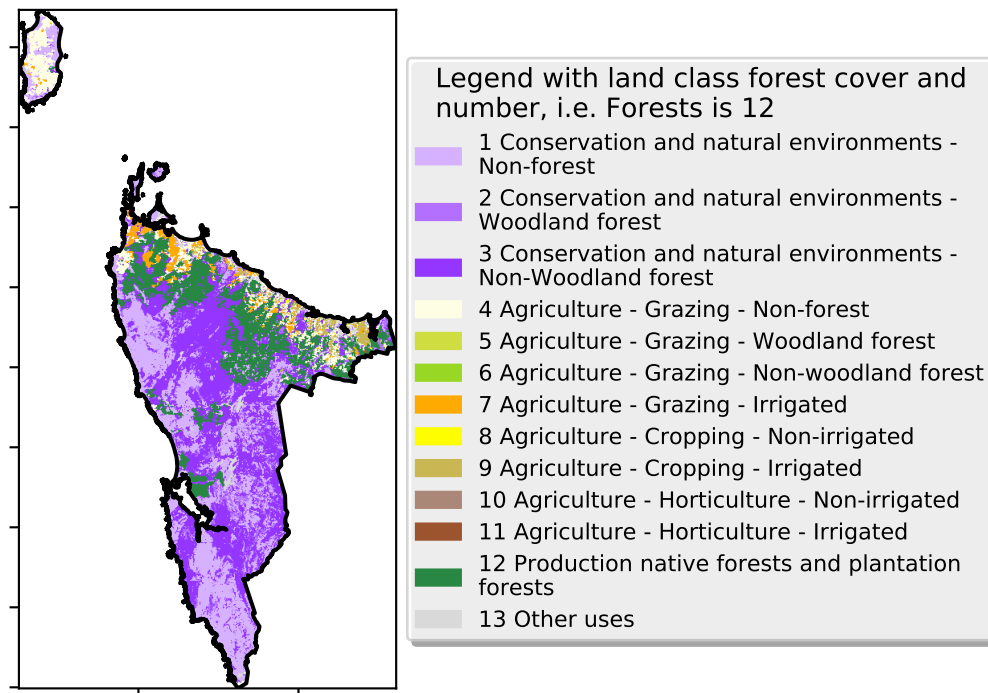 Legend with land class forest cover and
number, i.e. Forests is 12
1 Conservation and natural environments -
Non-forest
2 Conservation and natural environments -
Woodland forest
3 Conservation and natural environments -
Non-Woodland forest
4 Agriculture - Grazing - Non-forest
5 Agriculture - Grazing - Woodland forest
6 Agriculture - Grazing - Non-woodland forest
7 Agriculture - Grazing - Irrigated
8 Agriculture - Cropping - Non-irrigated
9 Agriculture - Cropping - Irrigated
10 Agriculture - Horticulture - Non-irrigated
11 Agriculture - Horticulture - Irrigated
12 Production native forests and plantation
forests
13 Other uses